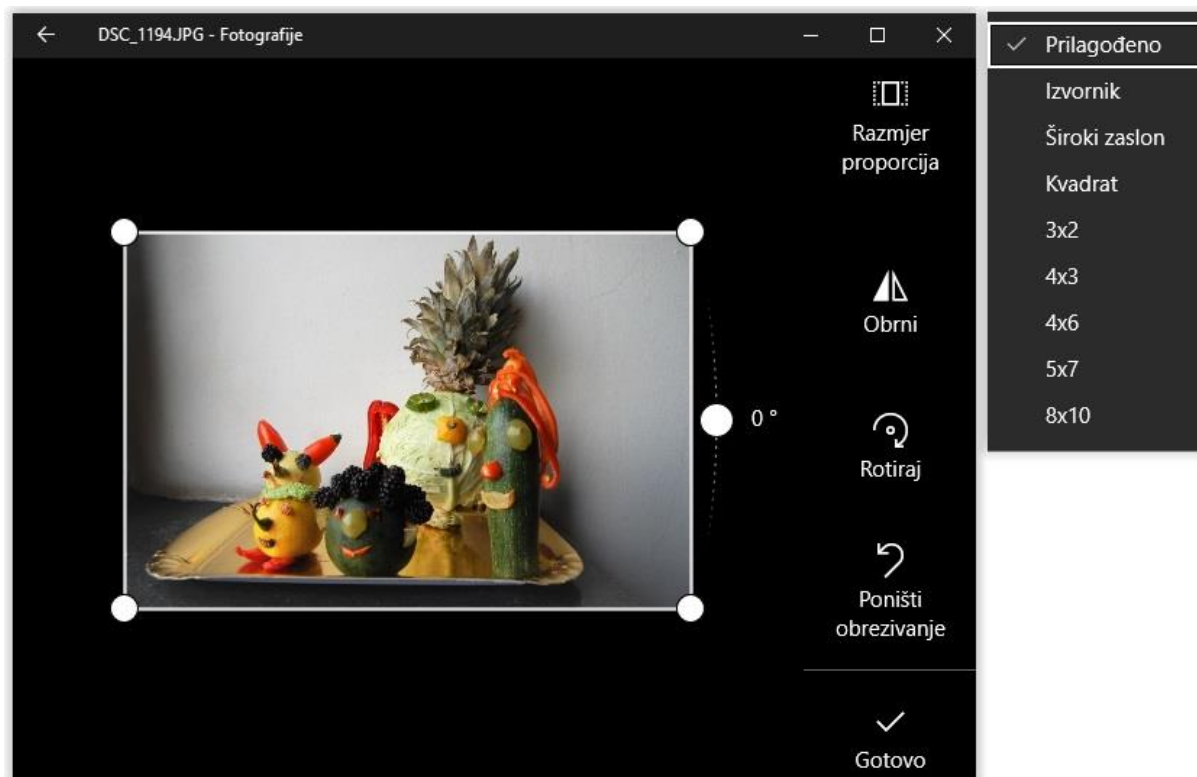 DSC_1194.JPG - Fotografije
Razmjer
proporcija
0 °
Obrni
Rotiraj
Poništi
obrezivanje
Gotovo
Prilagođeno
Izvornik
Široki zaslon
Kvadrat
3x2
4x3
4x6
5x7
8x10